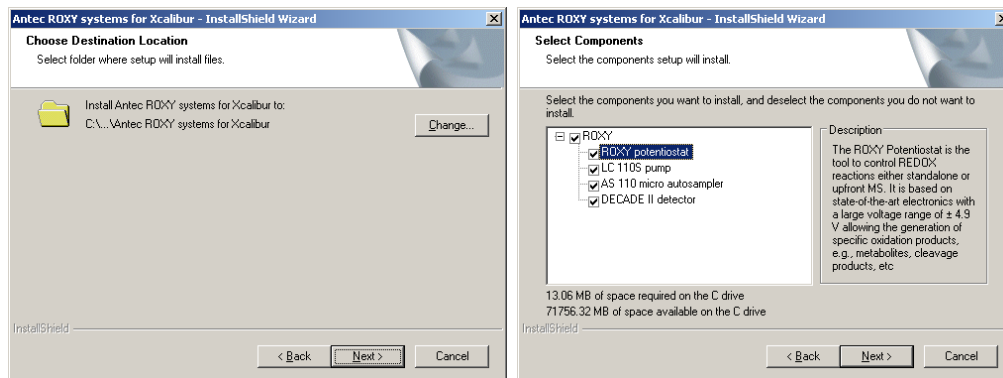 Antec ROXY systems for Xcalibur - InstallShield Wizard
Choose Destination Location
Select folder where setup will install files.
Install Antec ROXY systems for Xcalibur to:
C:\...\Antec ROXY systems for Xcalibur
Change...
InstallShield
< Back
Next >
Cancel
Antec ROXY systems for Xcalibur - InstallShield Wizard
Select Components
Select the components setup will install.
Select the components you want to install, and deselect the components you do not want to
install.
ROXY
ROXY potentiostat
LC 110S pump
AS 110 micro autosampler
DECADE II detector
Description
The ROXY Potentiostat is the
tool to control REDOX
reactions either standalone or
upfront MS. It is based on
state-of-the-art electronics with
a large voltage range of ± 4.9
V allowing the generation of
specific oxidation products,
e.g., metabolites, cleavage
products, etc
13.06 MB of space required on the C drive
71756.32 MB of space available on the C drive
InstallShield
< Back
Next >
Cancel